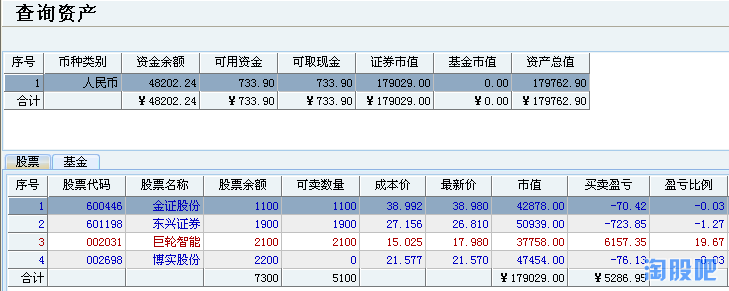 查询资产
序号 币种类别 资金余额 可用资金 可取现金 证券市值 基金市值 资产总值
1 人民币 48202.24 733.90 733.90 179029.00 0.00 179762.90
合计 ￥48202.24 ￥733.90 ￥733.90 ￥179029.00 ￥0.00 ￥179762.90
股票 基金
序号 股票代码 股票名称 股票余额 可卖数量 成本价 最新价 市值 买卖盈亏 盈亏比例
1 600446 金证股份 1100 1100 38.992 38.980 42878.00 -70.42 -0.03
2 601198 东兴证券 1900 1900 27.156 26.810 50939.00 -723.85 -1.27
3 002031 巨轮智能 2100 2100 15.025 17.980 37758.00 6157.35 19.67
4 002698 博实股份 2200 0 21.577 21.570 47454.00 -76.13 -0.03
合计 7300 5100 ￥179029.00 ￥5286.95
淘股吧